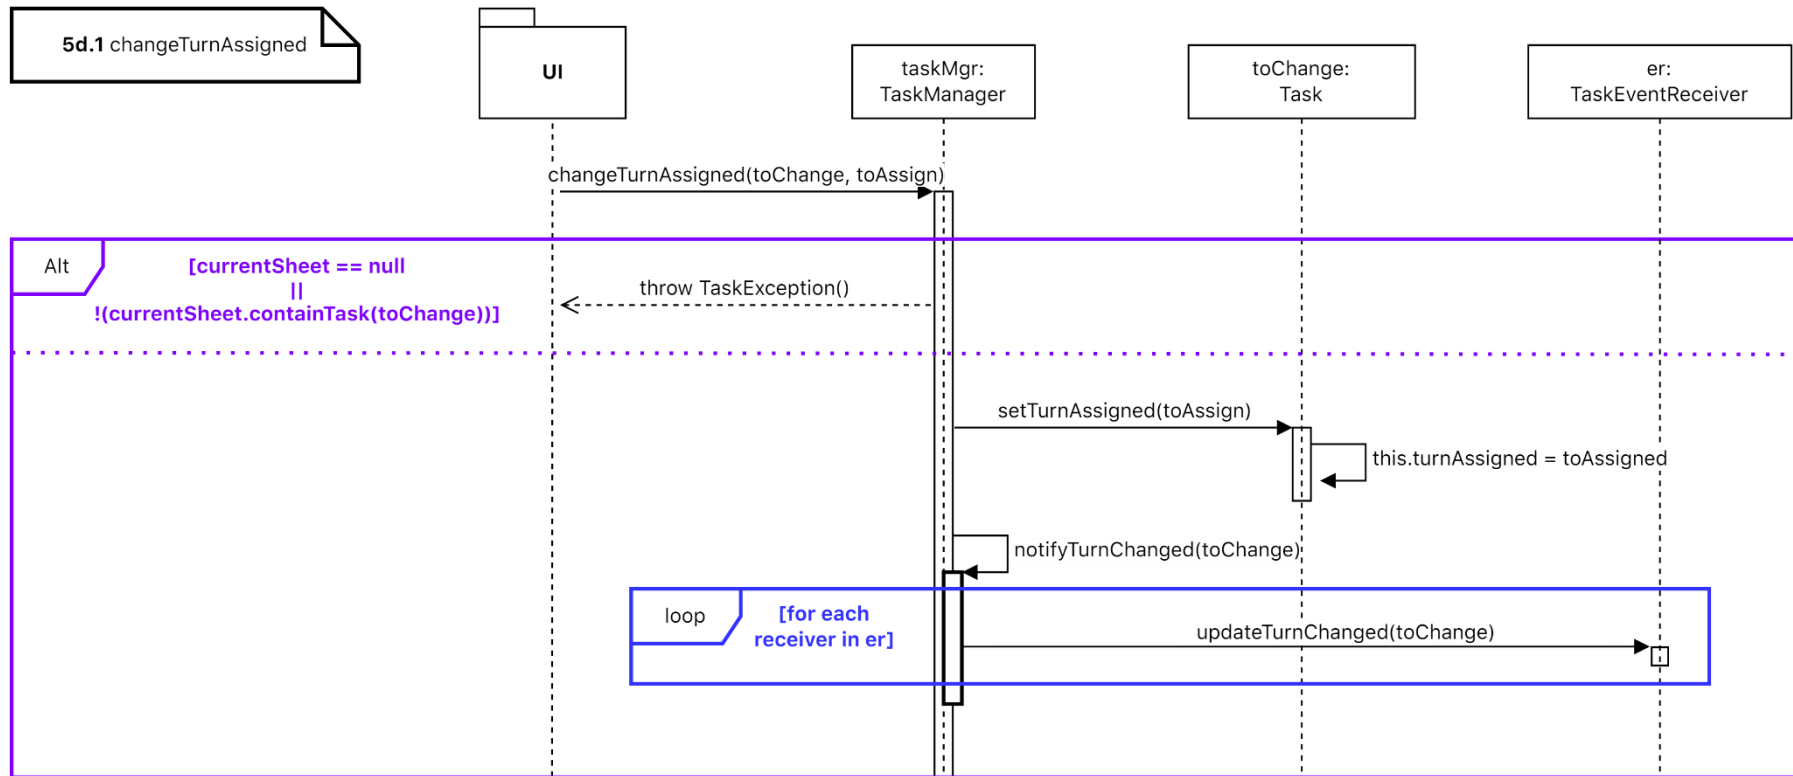 5d.1 changeTurnAssigned
UI
taskMgr:
TaskManager
toChange:
Task
er:
TaskEventReceiver
changeTurnAssigned(toChange, toAssign)
Alt
[currentSheet == null
||
!(currentSheet.containTask(toChange))]
throw TaskException()
setTurnAssigned(toAssign)
this.turnAssigned = toAssigned
notifyTurnChanged(toChange)
loop
[for each
receiver in er]
updateTurnChanged(toChange)